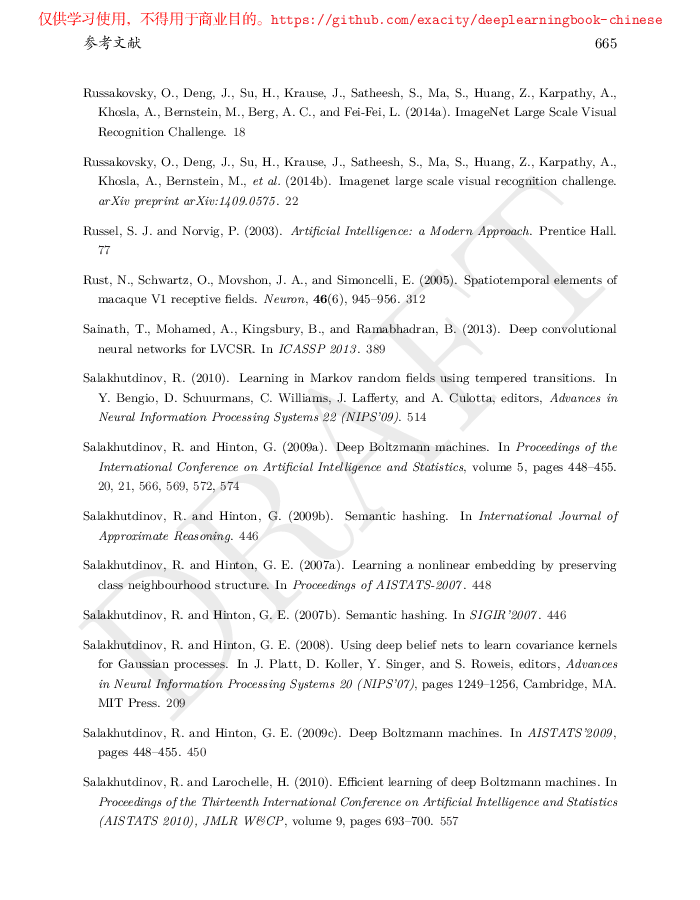 仅供学习使用，不得用于商业目的。https://github.com/exacity/deeplearningbook-chinese
参考文献 665
Russakovsky, O., Deng, J., Su, H., Krause, J., Satheesh, S., Ma, S., Huang, Z., Karpathy, A.,
Khosla, A., Bernstein, M., Berg, A. C., and Fei-Fei, L. (2014a). ImageNet Large Scale Visual
Recognition Challenge. 18
Russakovsky, O., Deng, J., Su, H., Krause, J., Satheesh, S., Ma, S., Huang, Z., Karpathy, A.,
Khosla, A., Bernstein, M., et al. (2014b). Imagenet large scale visual recognition challenge.
arXiv preprint arXiv:1409.0575. 22
Russel, S. J. and Norvig, P. (2003). Artificial Intelligence: a Modern Approach. Prentice Hall.
77
Rust, N., Schwartz, O., Movshon, J. A., and Simoncelli, E. (2005). Spatiotemporal elements of
macaque V1 receptive fields. Neuron, 46(6), 945–956. 312
Sainath, T., Mohamed, A., Kingsbury, B., and Ramabhadran, B. (2013). Deep convolutional
neural networks for LVCSR. In ICASSP 2013. 389
Salakhutdinov, R. (2010). Learning in Markov random fields using tempered transitions. In
Y. Bengio, D. Schuurmans, C. Williams, J. Lafferty, and A. Culotta, editors, Advances in
Neural Information Processing Systems 22 (NIPS'09). 514
Salakhutdinov, R. and Hinton, G. (2009a). Deep Boltzmann machines. In Proceedings of the
International Conference on Artificial Intelligence and Statistics, volume 5, pages 448–455.
20, 21, 566, 569, 572, 574
Salakhutdinov, R. and Hinton, G. (2009b). Semantic hashing. In International Journal of
Approximate Reasoning. 446
Salakhutdinov, R. and Hinton, G. E. (2007a). Learning a nonlinear embedding by preserving
class neighbourhood structure. In Proceedings of AISTATS-2007. 448
Salakhutdinov, R. and Hinton, G. E. (2007b). Semantic hashing. In SIGIR'2007. 446
Salakhutdinov, R. and Hinton, G. E. (2008). Using deep belief nets to learn covariance kernels
for Gaussian processes. In J. Platt, D. Koller, Y. Singer, and S. Roweis, editors, Advances
in Neural Information Processing Systems 20 (NIPS'07), pages 1249–1256, Cambridge, MA.
MIT Press. 209
Salakhutdinov, R. and Hinton, G. E. (2009c). Deep Boltzmann machines. In AISTATS'2009,
pages 448–455. 450
Salakhutdinov, R. and Larochelle, H. (2010). Efficient learning of deep Boltzmann machines. In
Proceedings of the Thirteenth International Conference on Artificial Intelligence and Statistics
(AISTATS 2010), JMLR W&CP, volume 9, pages 693–700. 557
DRAFT